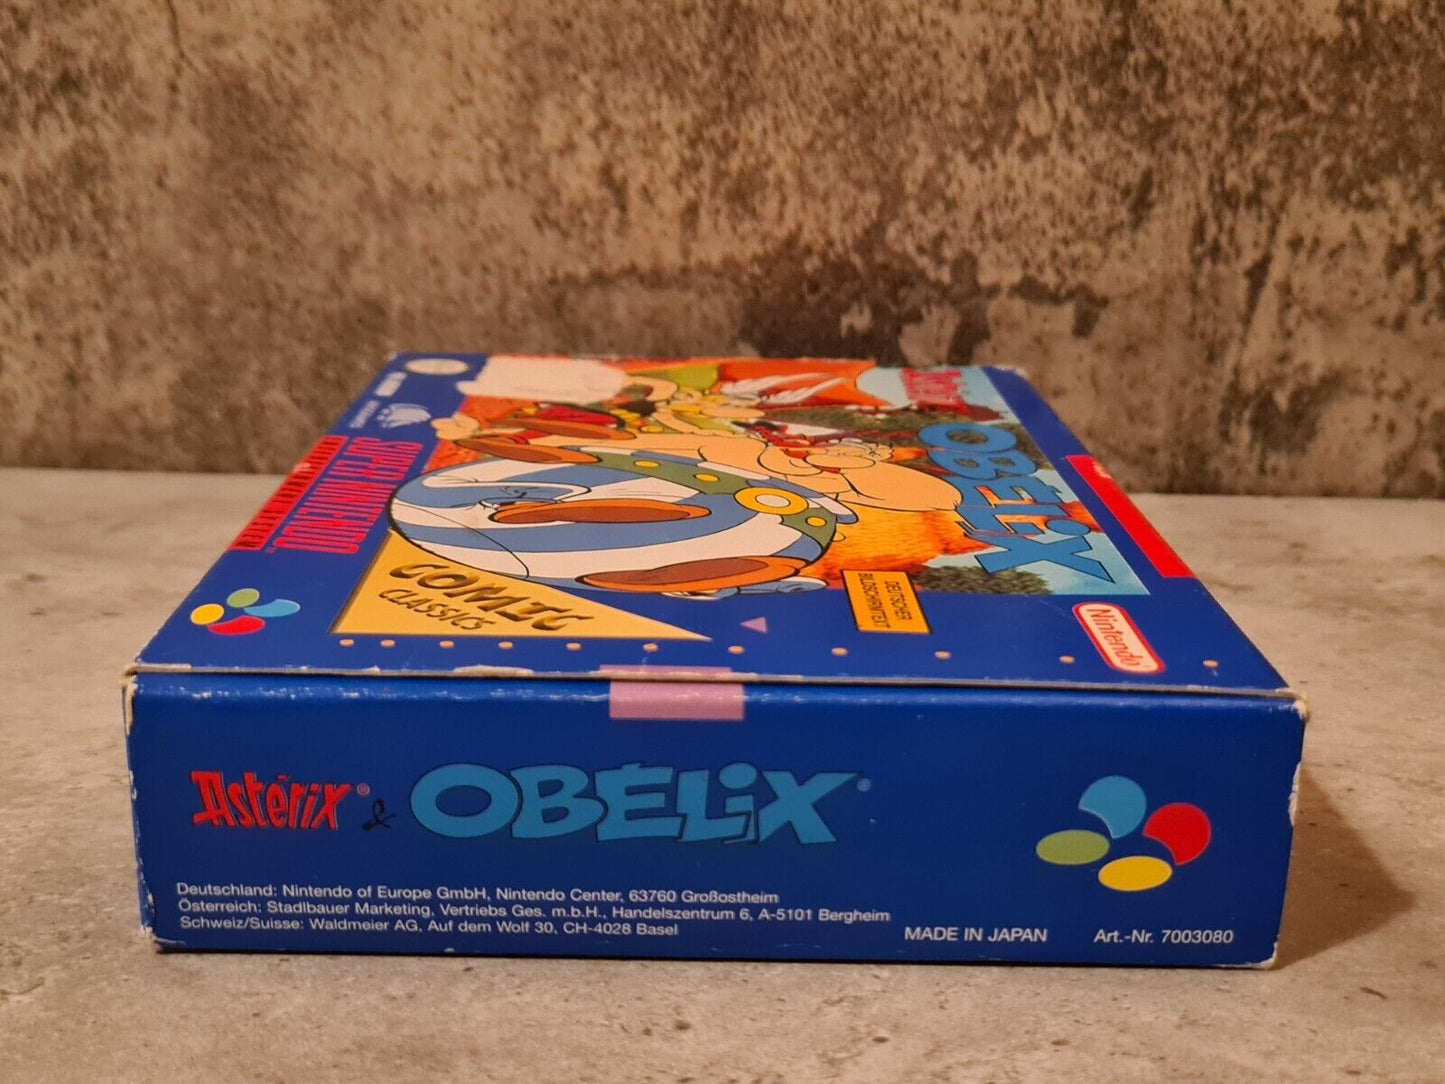 Astérix
OBELIX
SUPER NINTENDO
COMIC
CLASSICS
DEUTSCHER
BILDSCHIRMTEXT
Nintendo
Astérix® & OBÉLiX®
Deutschland: Nintendo of Europe GmbH, Nintendo Center, 63760 Großostheim
Österreich: Stadlbauer Marketing, Vertriebs Ges. m.b.H., Handelszentrum 6, A-5101 Bergheim
Schweiz/Suisse: Waldmeier AG, Auf dem Wolf 30, CH-4028 Basel
MADE IN JAPAN
Art.-Nr. 7003080